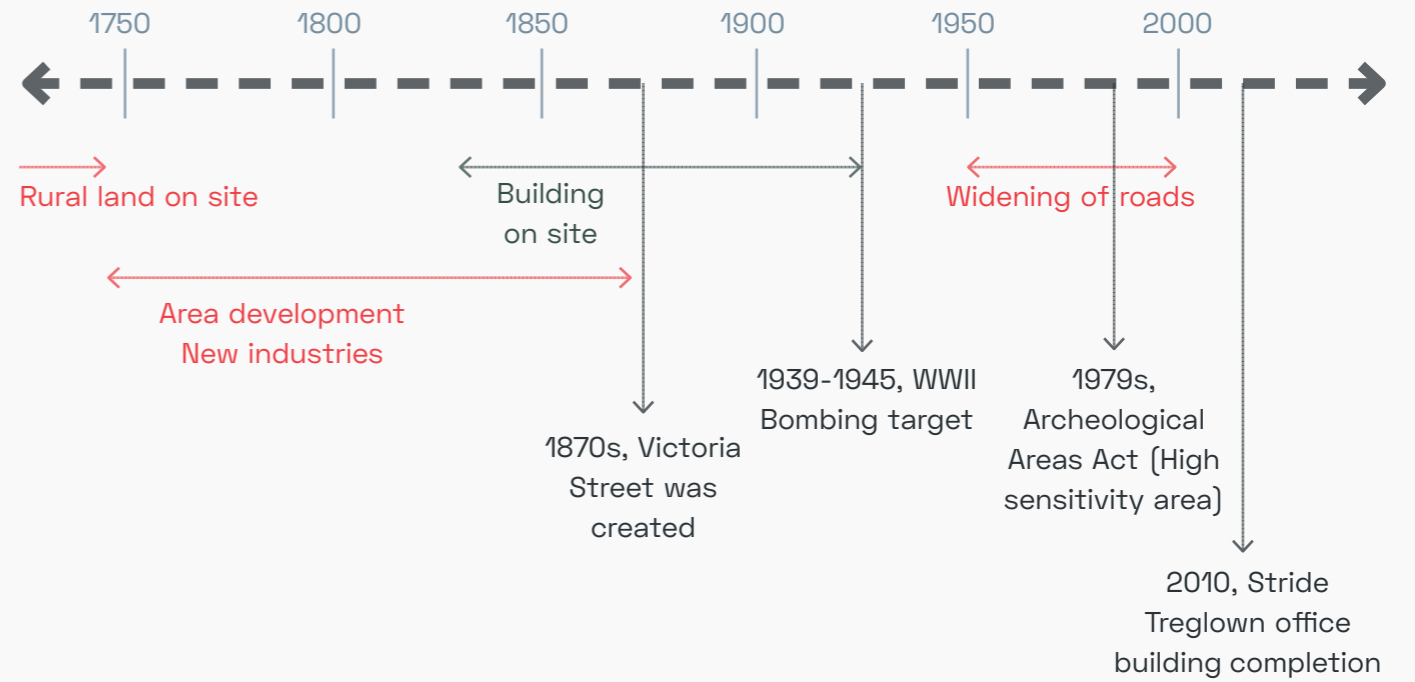 1750
1800
1850
1900
1950
2000
Rural land on site
Building
on site
Widening of roads
Area development
New industries
1939-1945, WWII
Bombing target
1979s,
Archeological
Areas Act (High
sensitivity area)
1870s, Victoria
Street was
created
2010, Stride
Treglown office
building completion